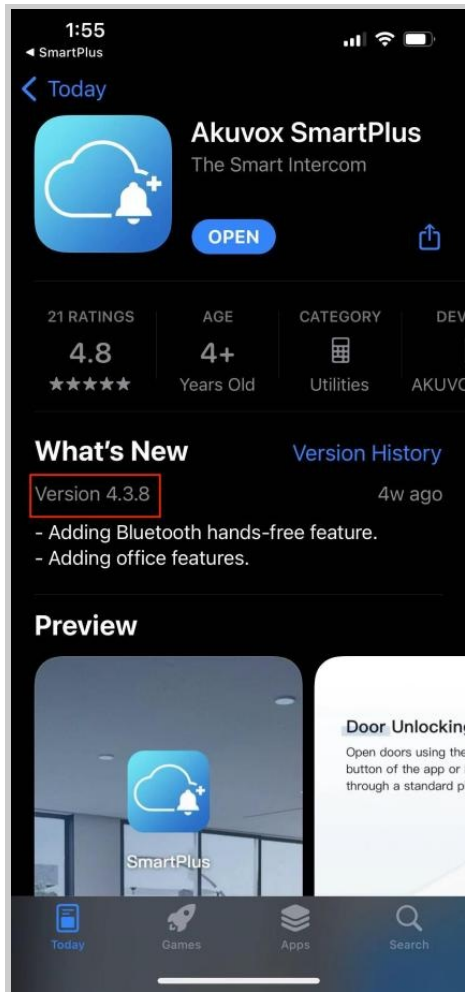 1:55
◀ SmartPlus
Today
Akuvox SmartPlus
The Smart Intercom
OPEN
21 RATINGS
AGE
CATEGORY
DEV
4.8
4+
★★★★★
Years Old
Utilities
AKUVO
What's New
Version History
Version 4.3.8
4w ago
- Adding Bluetooth hands-free feature.
- Adding office features.
Preview
SmartPlus
Door Unlocking
Open doors using the
button of the app or
through a standard p
Today
Games
Apps
Search